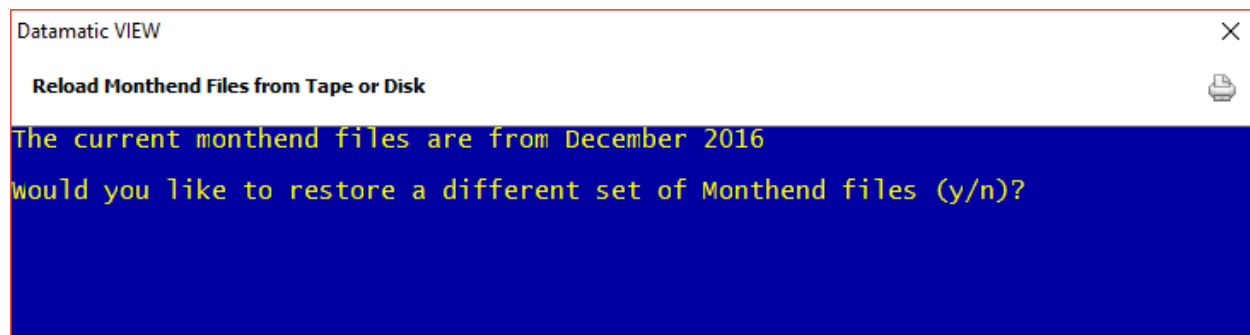 Datamatic VIEW
Reload Monthend Files from Tape or Disk
The current monthend files are from December 2016
Would you like to restore a different set of Monthend files (y/n)?